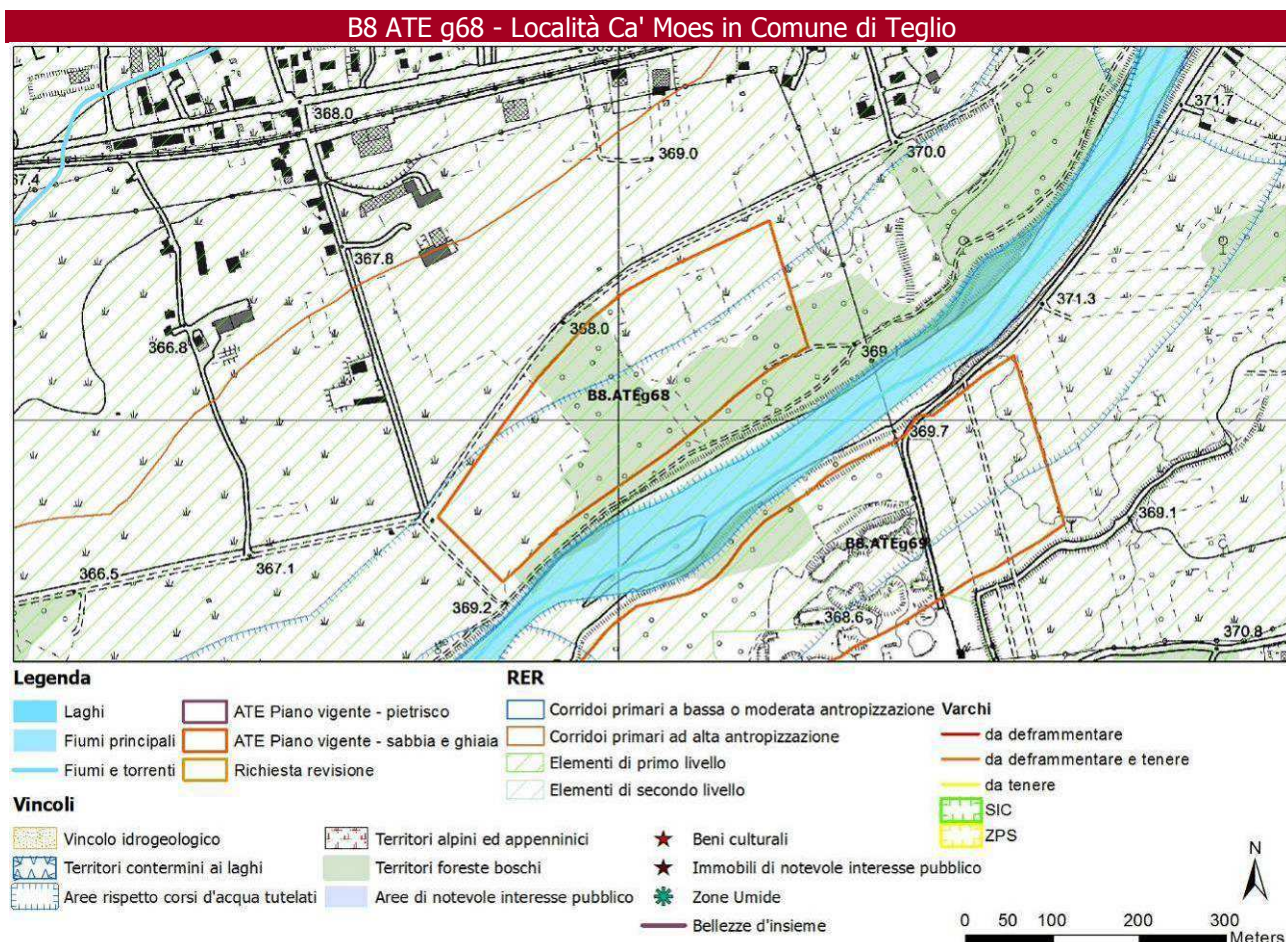 B8 ATE g68 - Località Ca' Moes in Comune di Teglio
368.0
371.7
369.0
370.0
67.4
367.8
371.3
368.0
369
366.8
B8.ATEg68
369.7
369.1
B8.ATEg69
367.1
366.5
369.2
368.6
370.8
Legenda
Laghi
Fiumi principali
Fiumi e torrenti
ATE Piano vigente - pietrisco
ATE Piano vigente - sabbia e ghiaia
Richiesta revisione
RER
Corridoi primari a bassa o moderata antropizzazione
Corridoi primari ad alta antropizzazione
Elementi di primo livello
Elementi di secondo livello
Varchi
da deframmentare
da deframmentare e tenere
da tenere
SIC
ZPS
Vincoli
Vincolo idrogeologico
Territori contermini ai laghi
Aree rispetto corsi d'acqua tutelati
Territori alpini ed appenninici
Territori foreste boschi
Aree di notevole interesse pubblico
Beni culturali
Immobili di notevole interesse pubblico
Zone Umide
Bellezze d'insieme
N
0 50 100 200 300
Meters